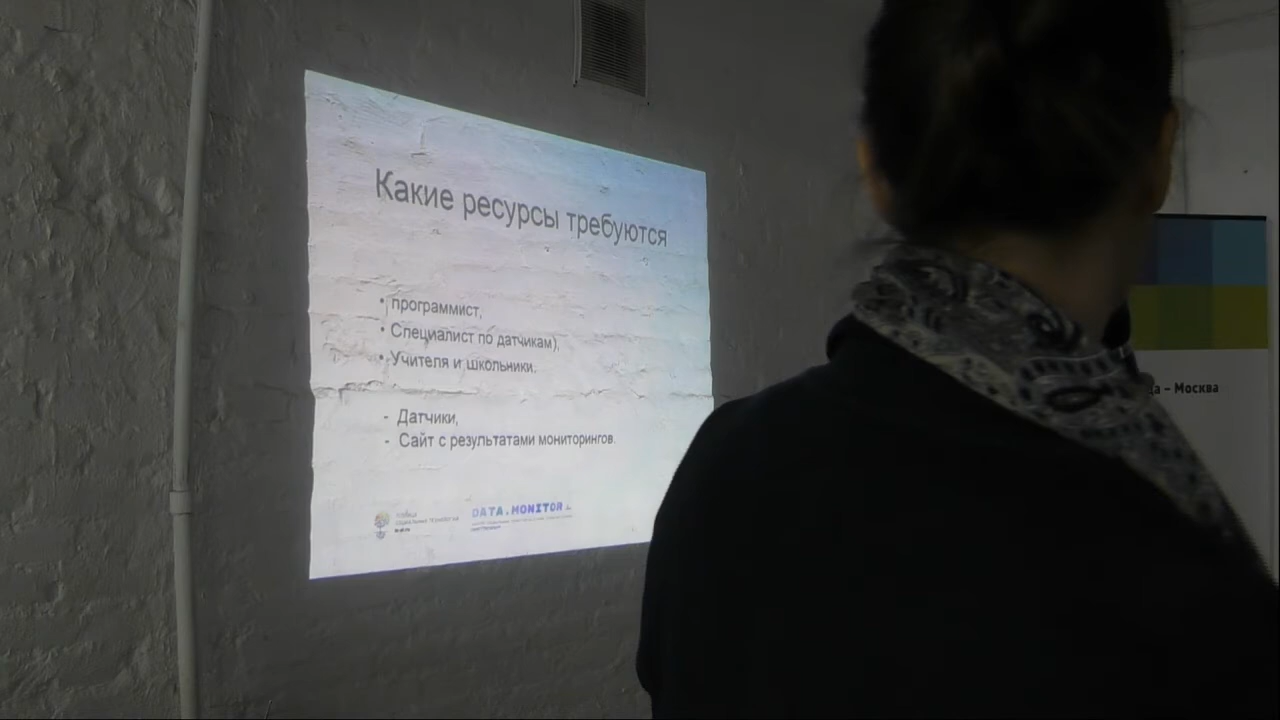 Какие ресурсы требуются
• программист,
• Специалист по датчикам),
• Учителя и школьники.
- Датчики,
- Сайт с результатами мониторингов.
DATA.MONITOR
– Москва